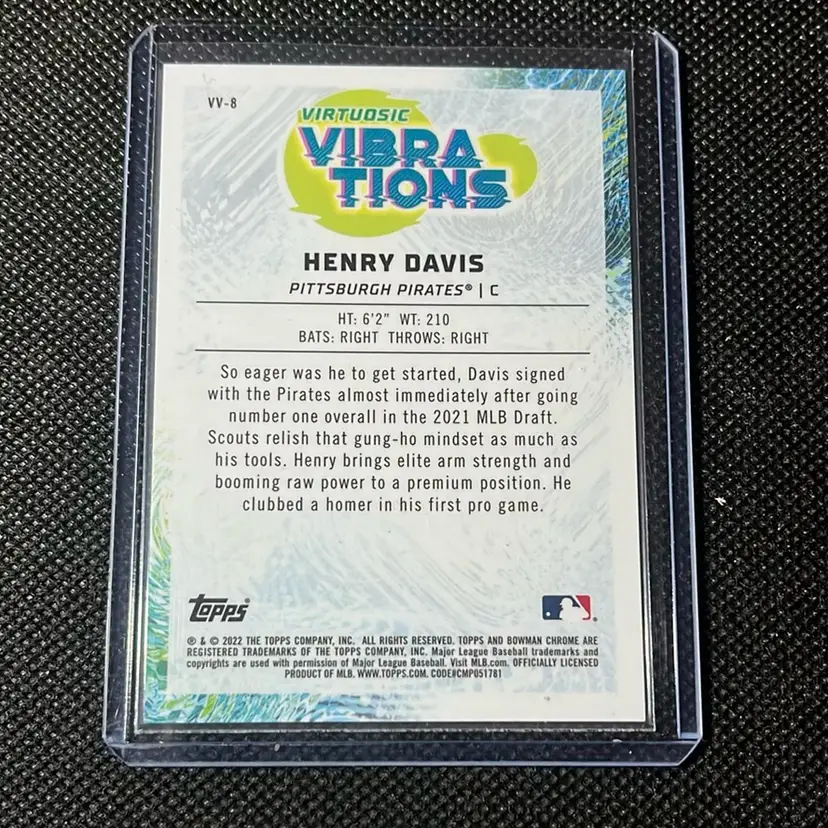 VV-8
VIRTUOSIC
VIBRA
TIONS
HENRY DAVIS
PITTSBURGH PIRATES® | C
HT: 6'2" WT: 210
BATS: RIGHT THROWS: RIGHT
So eager was he to get started, Davis signed
with the Pirates almost immediately after going
number one overall in the 2021 MLB Draft.
Scouts relish that gung-ho mindset as much as
his tools. Henry brings elite arm strength and
booming raw power to a premium position. He
clubbed a homer in his first pro game.
Topps®
® & © 2022 THE TOPPS COMPANY, INC. ALL RIGHTS RESERVED. TOPPS AND BOWMAN CHROME ARE
REGISTERED TRADEMARKS OF THE TOPPS COMPANY, INC. Major League Baseball trademarks and
copyrights are used with permission of Major League Baseball. Visit MLB.com. OFFICIALLY LICENSED
PRODUCT OF MLB. WWW.TOPPS.COM. CODE#CMP051781